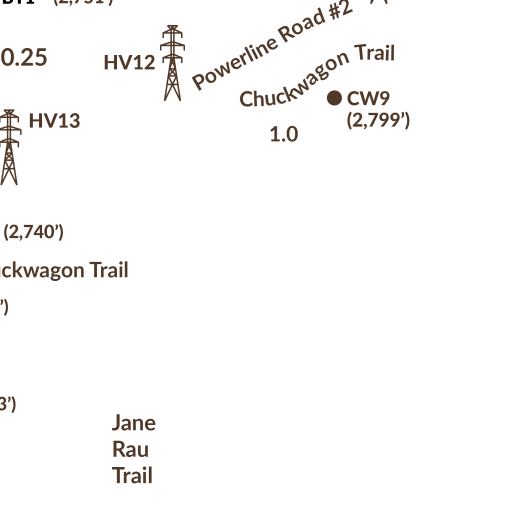 Powerline Road #2
0.25
HV12
Chuckwagon Trail
CW9
(2,799’)
HV13
1.0
(2,740’)
Trail
Jane
Rau
Trail